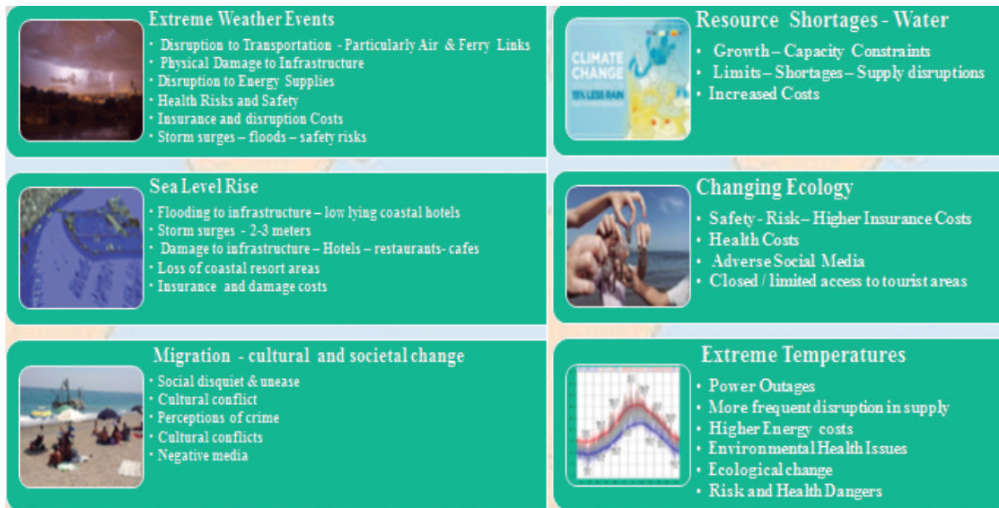 Extreme Weather Events
• Disruption to Transportation - Particularly Air & Ferry Links
• Physical Damage to Infrastructure
• Disruption to Energy Supplies
• Health Risks and Safety
• Insurance and disruption Costs
• Storm surges – floods – safety risks
Sea Level Rise
• Flooding to infrastructure – low lying coastal hotels
• Storm surges - 2-3 meters
• Damage to infrastructure – Hotels – restaurants- cafes
• Loss of coastal resort areas
• Insurance and damage costs
Migration - cultural and societal change
• Social disquiet & unease
• Cultural conflict
• Perceptions of crime
• Cultural conflicts
• Negative media
Resource Shortages - Water
• Growth – Capacity Constraints
• Limits – Shortages – Supply disruptions
• Increased Costs
CLIMATE
CHANGE
15% LESS RAIN
Changing Ecology
• Safety - Risk – Higher Insurance Costs
• Health Costs
• Adverse Social Media
• Closed / limited access to tourist areas
Extreme Temperatures
• Power Outages
• More frequent disruption in supply
• Higher Energy costs
• Environmental Health Issues
• Ecological change
• Risk and Health Dangers